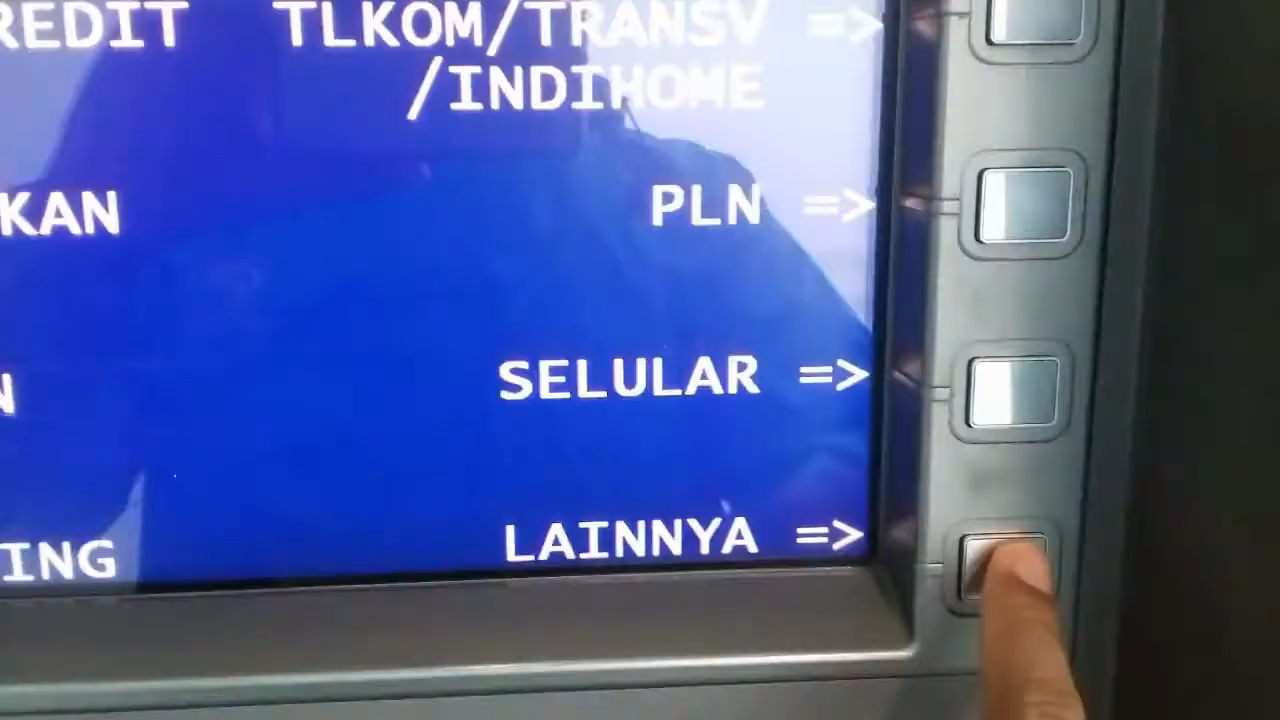 REDIT TLKOM/TRANSV =>
/INDIHOME
KAN PLN =>
N SELULAR =>
ING LAINNYA =>